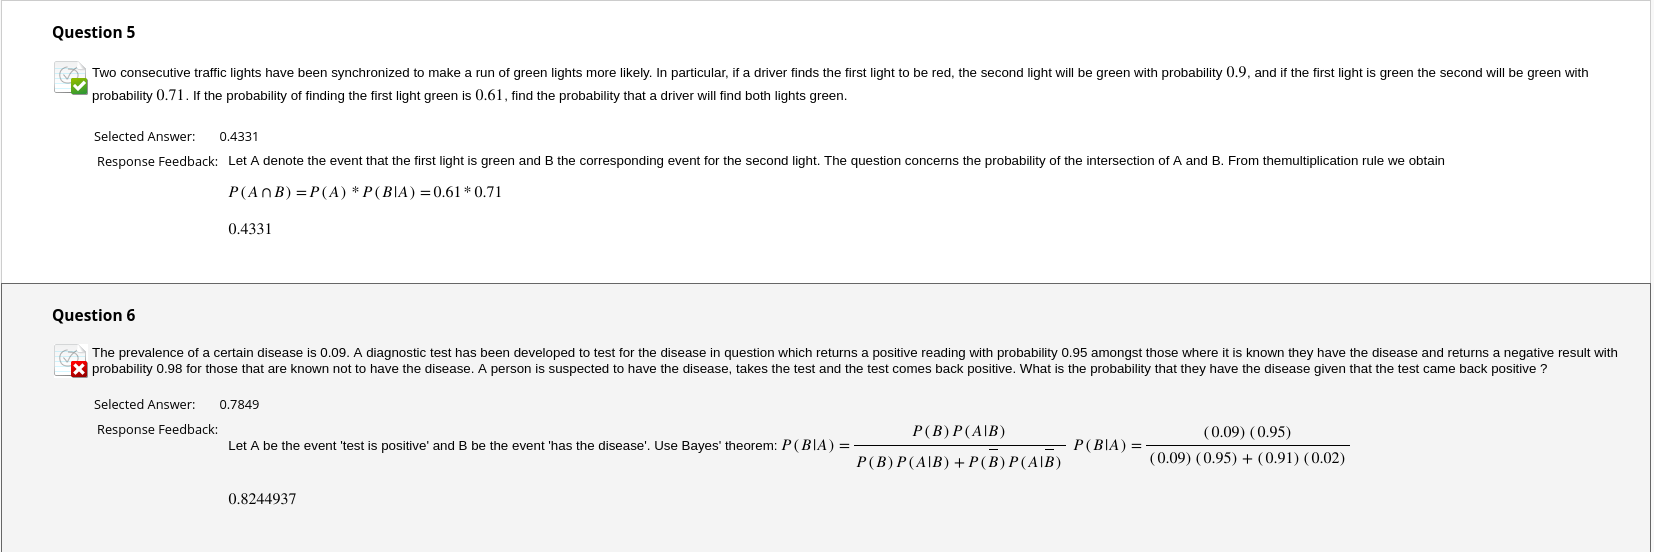 Question 5
Two consecutive traffic lights have been synchronized to make a run of green lights more likely. In particular, if a driver finds the first light to be red, the second light will be green with probability 0.9, and if the first light is green the second will be green with
probability 0.71. If the probability of finding the first light green is 0.61, find the probability that a driver will find both lights green.
Selected Answer: 0.4331
Response Feedback: Let A denote the event that the first light is green and B the corresponding event for the second light. The question concerns the probability of the intersection of A and B. From themultiplication rule we obtain
P(A∩B)=P(A)*P(B|A)=0.61*0.71
0.4331
Question 6
The prevalence of a certain disease is 0.09. A diagnostic test has been developed to test for the disease in question which returns a positive reading with probability 0.95 amongst those where it is known they have the disease and returns a negative result with
probability 0.98 for those that are known not to have the disease. A person is suspected to have the disease, takes the test and the test comes back positive. What is the probability that they have the disease given that the test came back positive ?
Selected Answer: 0.7849
Response Feedback:
Let A be the event 'test is positive' and B be the event 'has the disease'. Use Bayes' theorem: P(B|A)= P(B)P(A|B) / P(B)P(A|B)+P(B̅)P(A|B̅) P(B|A)= (0.09)(0.95) / (0.09)(0.95)+(0.91)(0.02)
0.8244937